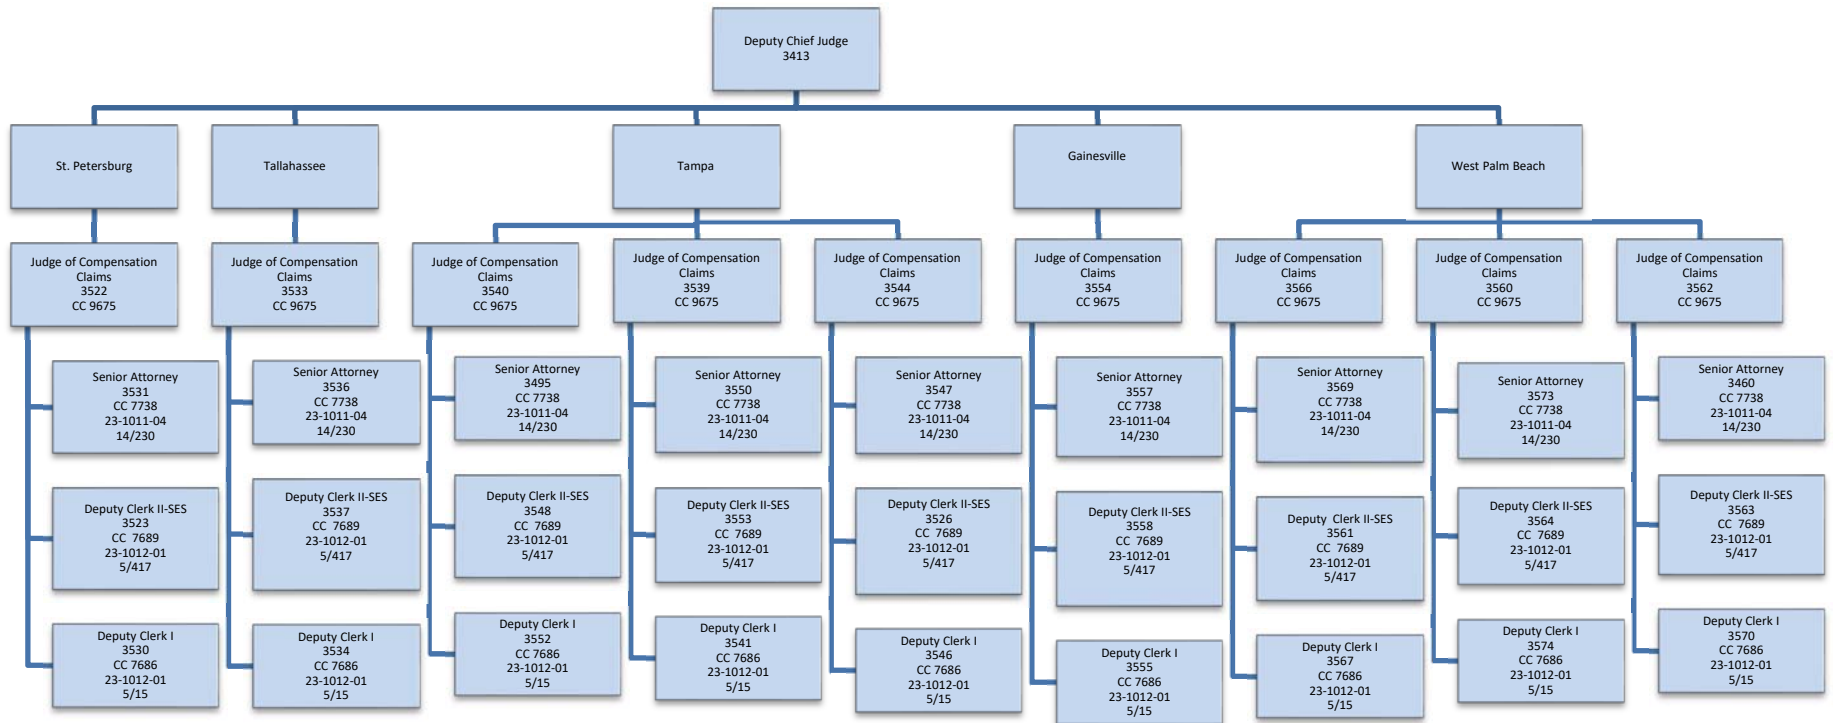 Deputy Chief Judge
3413
St. Petersburg
Tallahassee
Tampa
Gainesville
West Palm Beach
Judge of Compensation
Claims
3522
CC 9675
Judge of Compensation
Claims
3533
CC 9675
Judge of Compensation
Claims
3540
CC 9675
Judge of Compensation
Claims
3539
CC 9675
Judge of Compensation
Claims
3544
CC 9675
Judge of Compensation
Claims
3554
CC 9675
Judge of Compensation
Claims
3566
CC 9675
Judge of Compensation
Claims
3560
CC 9675
Judge of Compensation
Claims
3562
CC 9675
Senior Attorney
3531
CC 7738
23-1011-04
14/230
Senior Attorney
3536
CC 7738
23-1011-04
14/230
Senior Attorney
3495
CC 7738
23-1011-04
14/230
Senior Attorney
3550
CC 7738
23-1011-04
14/230
Senior Attorney
3547
CC 7738
23-1011-04
14/230
Senior Attorney
3557
CC 7738
23-1011-04
14/230
Senior Attorney
3569
CC 7738
23-1011-04
14/230
Senior Attorney
3573
CC 7738
23-1011-04
14/230
Senior Attorney
3460
CC 7738
23-1011-04
14/230
Deputy Clerk II-SES
3523
CC 7689
23-1012-01
5/417
Deputy Clerk II-SES
3537
CC 7689
23-1012-01
5/417
Deputy Clerk II-SES
3548
CC 7689
23-1012-01
5/417
Deputy Clerk II-SES
3553
CC 7689
23-1012-01
5/417
Deputy Clerk II-SES
3526
CC 7689
23-1012-01
5/417
Deputy Clerk II-SES
3558
CC 7689
23-1012-01
5/417
Deputy Clerk II-SES
3561
CC 7689
23-1012-01
5/417
Deputy Clerk II-SES
3564
CC 7689
23-1012-01
5/417
Deputy Clerk II-SES
3563
CC 7689
23-1012-01
5/417
Deputy Clerk I
3530
CC 7686
23-1012-01
5/15
Deputy Clerk I
3534
CC 7686
23-1012-01
5/15
Deputy Clerk I
3552
CC 7686
23-1012-01
5/15
Deputy Clerk I
3541
CC 7686
23-1012-01
5/15
Deputy Clerk I
3546
CC 7686
23-1012-01
5/15
Deputy Clerk I
3555
CC 7686
23-1012-01
5/15
Deputy Clerk I
3567
CC 7686
23-1012-01
5/15
Deputy Clerk I
3574
CC 7686
23-1012-01
5/15
Deputy Clerk I
3570
CC 7686
23-1012-01
5/15